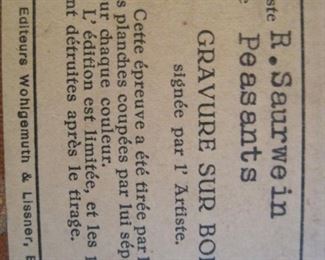 iste R. Saurwein
e Peasants
GRAVURE SUR BOI
signée par l' Artiste.
Cette épreuve a été tirée par l
s planches coupées par lui sép
ur chaque couleur.
L' édition est limitée, et les
nt détruites après le tirage.
Editeurs Wohlgemuth & Lissner,